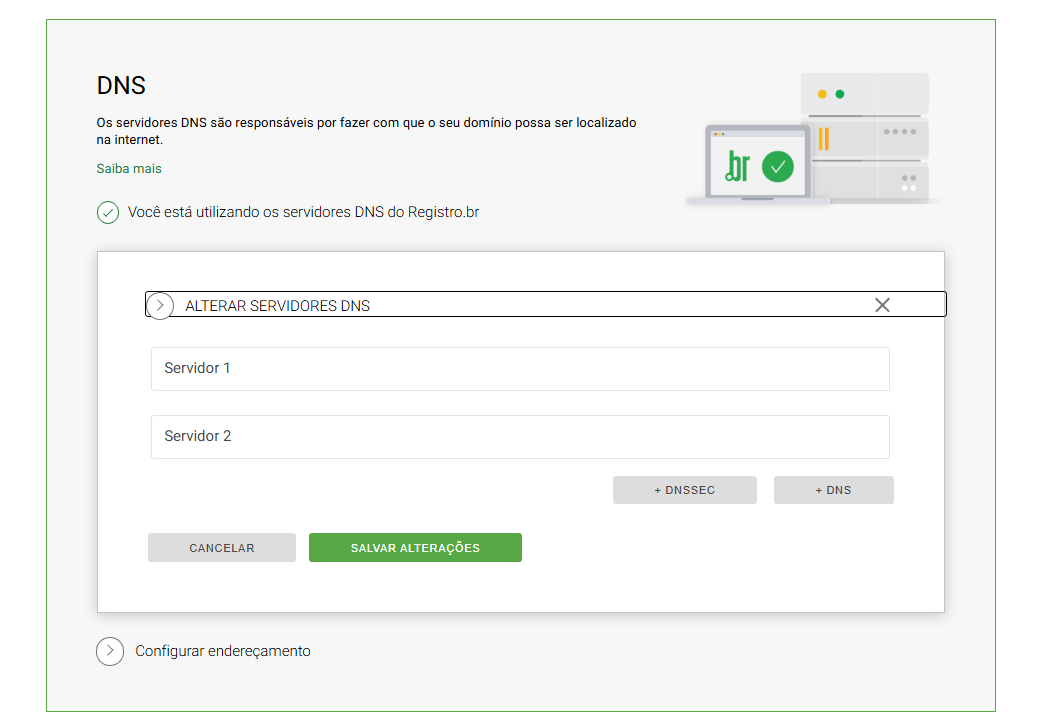 DNS
Os servidores DNS são responsáveis por fazer com que o seu domínio possa ser localizado
na internet.
Saiba mais
.br
Você está utilizando os servidores DNS do Registro.br
ALTERAR SERVIDORES DNS
Servidor 1
Servidor 2
+ DNSSEC
+ DNS
CANCELAR
SALVAR ALTERAÇÕES
Configurar endereçamento